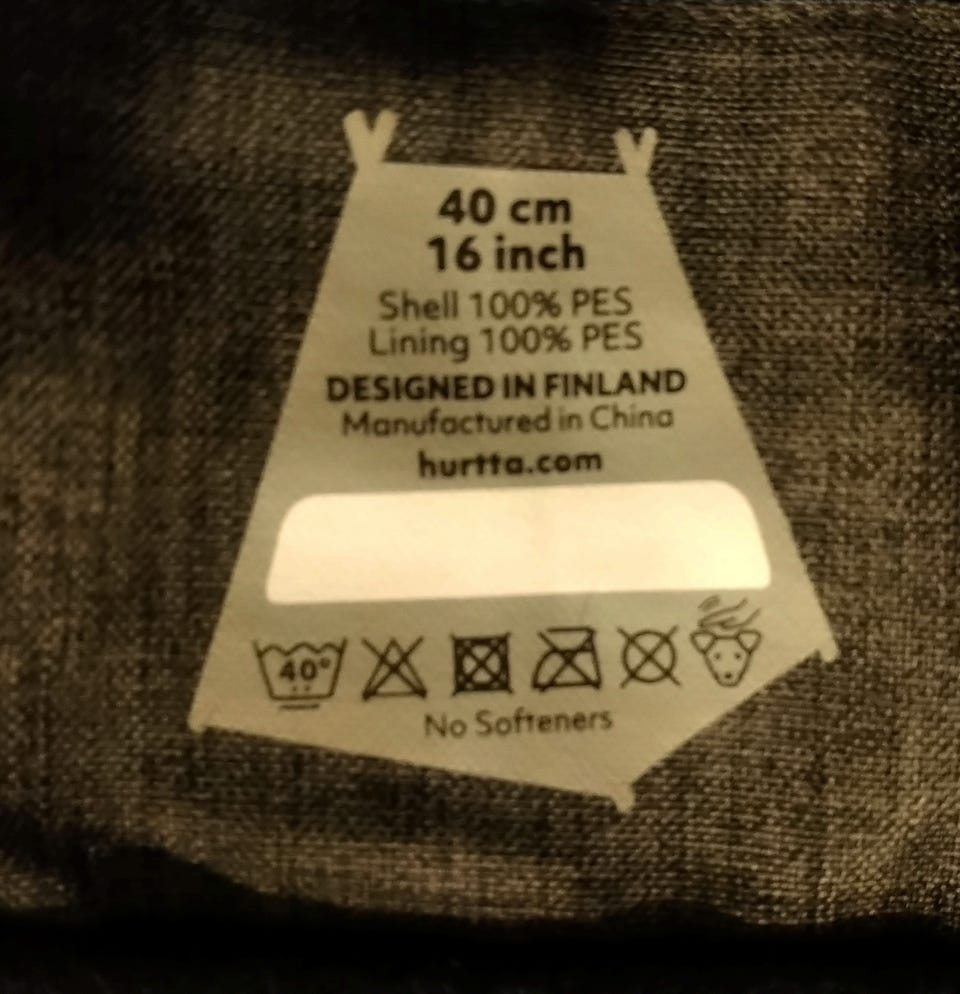 40 cm
16 inch
Shell 100% PES
Lining 100% PES
DESIGNED IN FINLAND
Manufactured in China
hurtta.com
40°
No Softeners